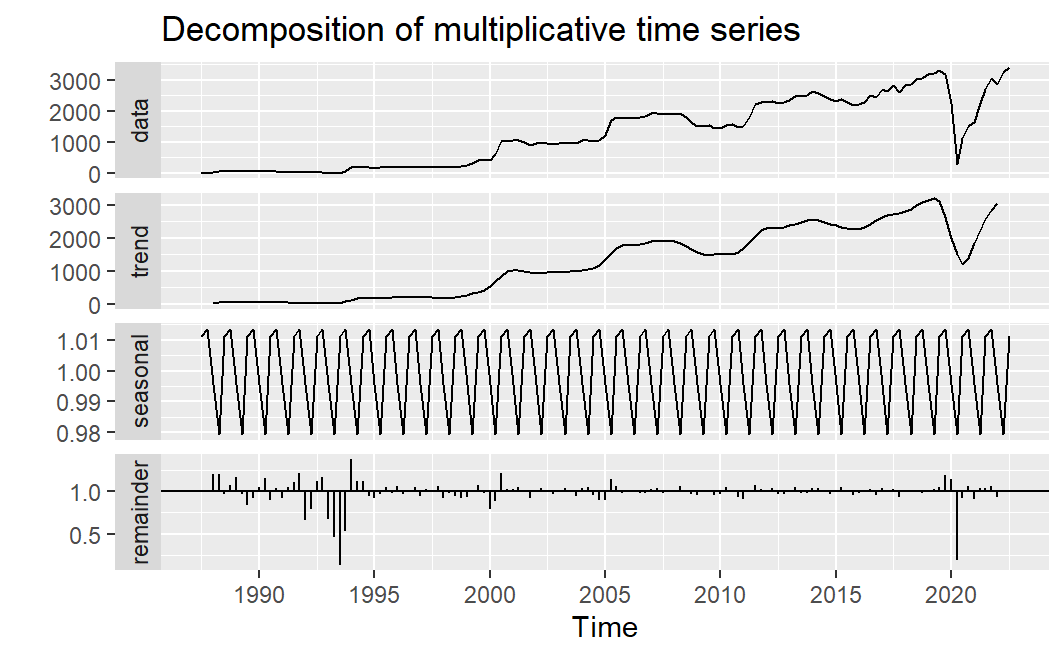 Decomposition of multiplicative time series
3000
2000
1000
0
data
3000
2000
1000
0
trend
1.01
1.00
0.99
0.98
seasonal
1.0
0.5
remainder
1990 1995 2000 2005 2010 2015 2020
Time